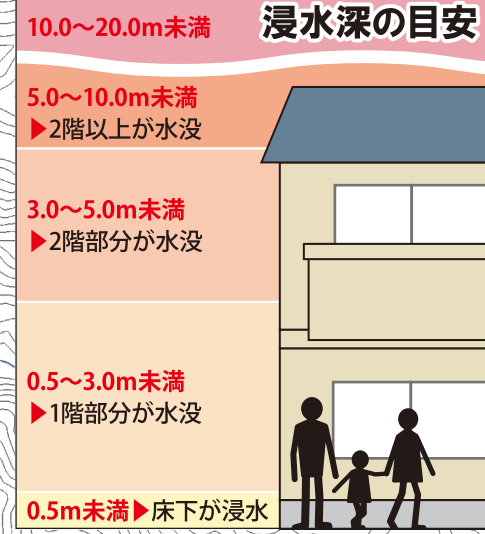 浸水深の目安
10.0〜20.0m未満
5.0〜10.0m未満
▶2階以上が水没
3.0〜5.0m未満
▶2階部分が水没
0.5〜3.0m未満
▶1階部分が水没
0.5m未満▶床下が浸水